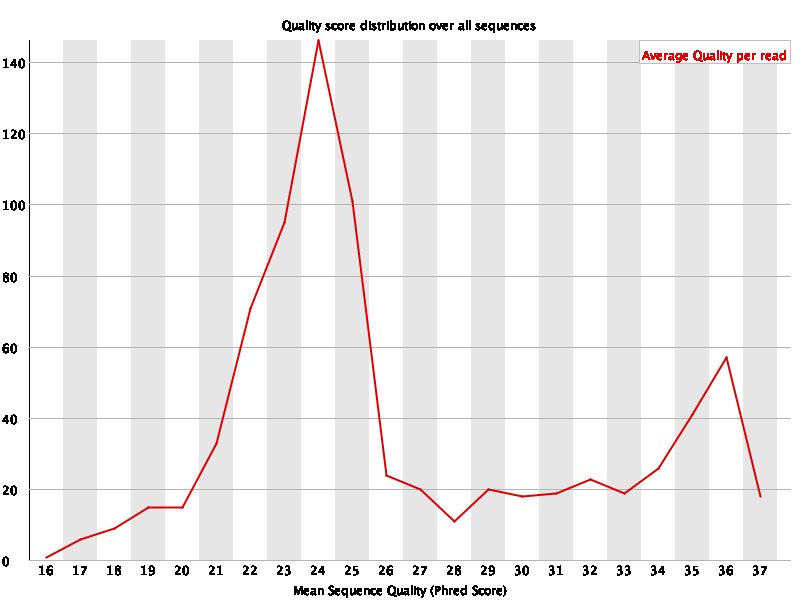 Quality score distribution over all sequences
Average Quality per read
140
120
100
80
60
40
20
0
16 17 18 19 20 21 22 23 24 25 26 27 28 29 30 31 32 33 34 35 36 37
Mean Sequence Quality (Phred Score)